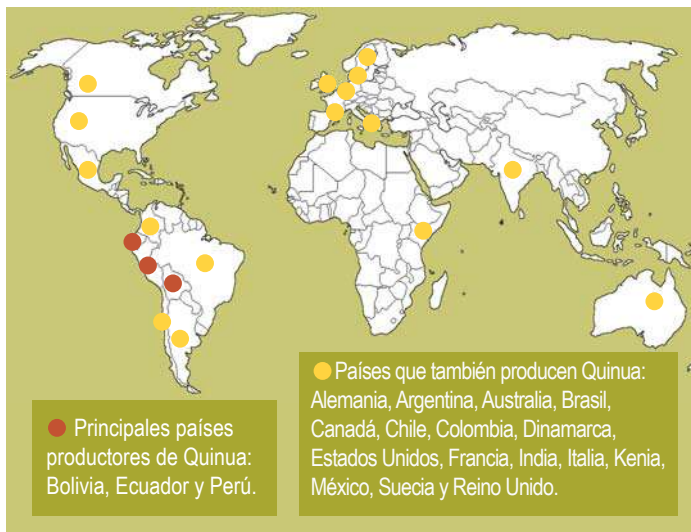 Principales países
productores de Quinua:
Bolivia, Ecuador y Perú.
Países que también producen Quinua:
Alemania, Argentina, Australia, Brasil,
Canadá, Chile, Colombia, Dinamarca,
Estados Unidos, Francia, India, Italia, Kenia,
México, Suecia y Reino Unido.